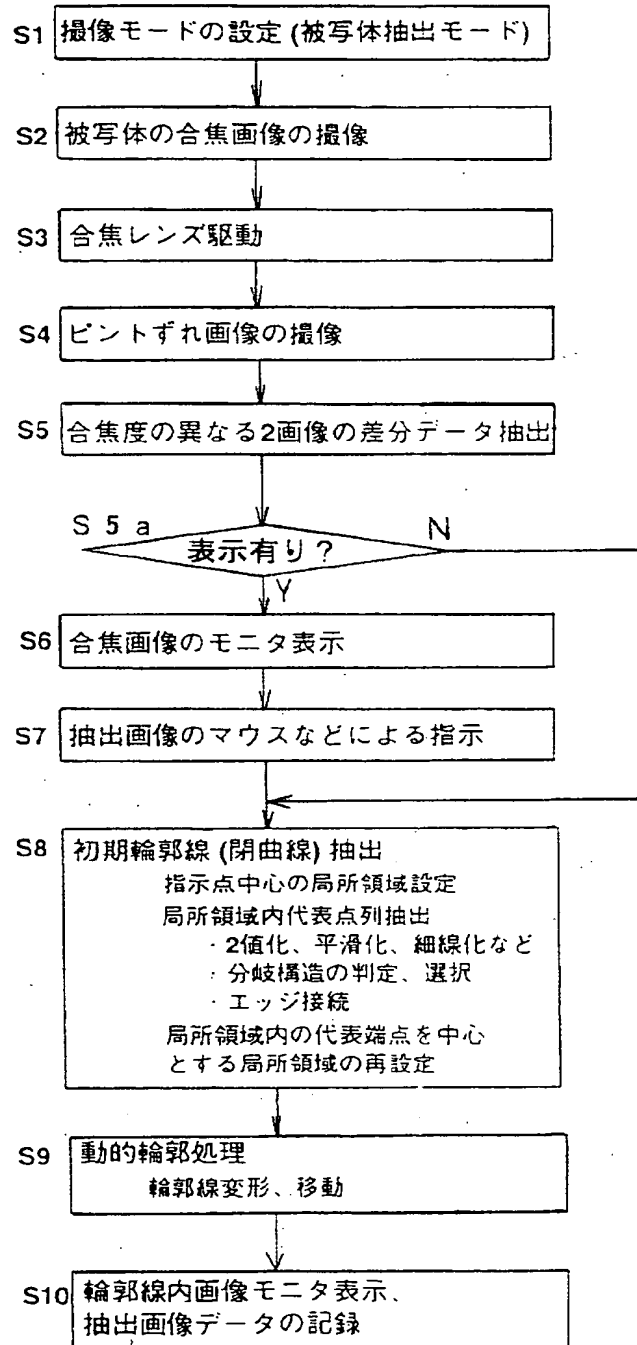 S1 撮像モードの設定 (被写体抽出モード)
S2 被写体の合焦画像の撮像
S3 合焦レンズ駆動
S4 ピントずれ画像の撮像
S5 合焦度の異なる2画像の差分データ抽出
S5a 表示有り? N
Y
S6 合焦画像のモニタ表示
S7 抽出画像のマウスなどによる指示
S8 初期輪郭線 (閉曲線) 抽出
指示点中心の局所領域設定
局所領域内代表点列抽出
・2値化、平滑化、細線化など
・分岐構造の判定、選択
・エッジ接続
局所領域内の代表端点を中心
とする局所領域の再設定
S9 動的輪郭処理
輪郭線変形、移動
S10 輪郭線内画像モニタ表示、
抽出画像データの記録